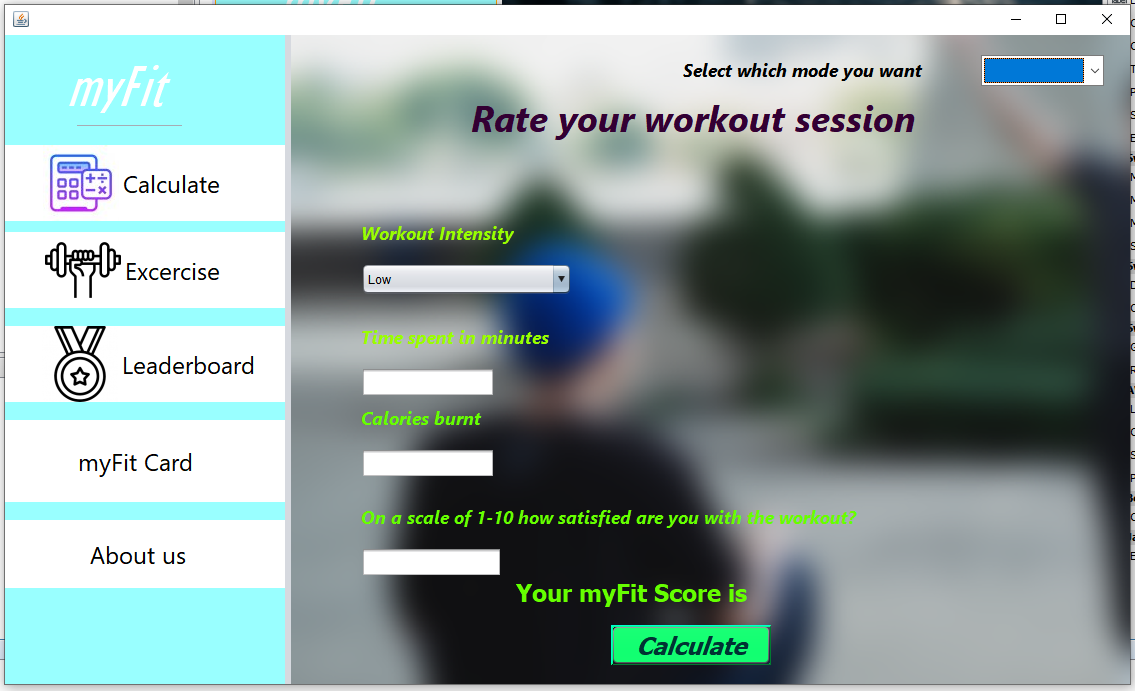 myFit
Calculate
Excercise
Leaderboard
myFit Card
About us
Select which mode you want
Rate your workout session
Workout Intensity
Low
Time spent in minutes
Calories burnt
On a scale of 1-10 how satisfied are you with the workout?
Your myFit Score is
Calculate